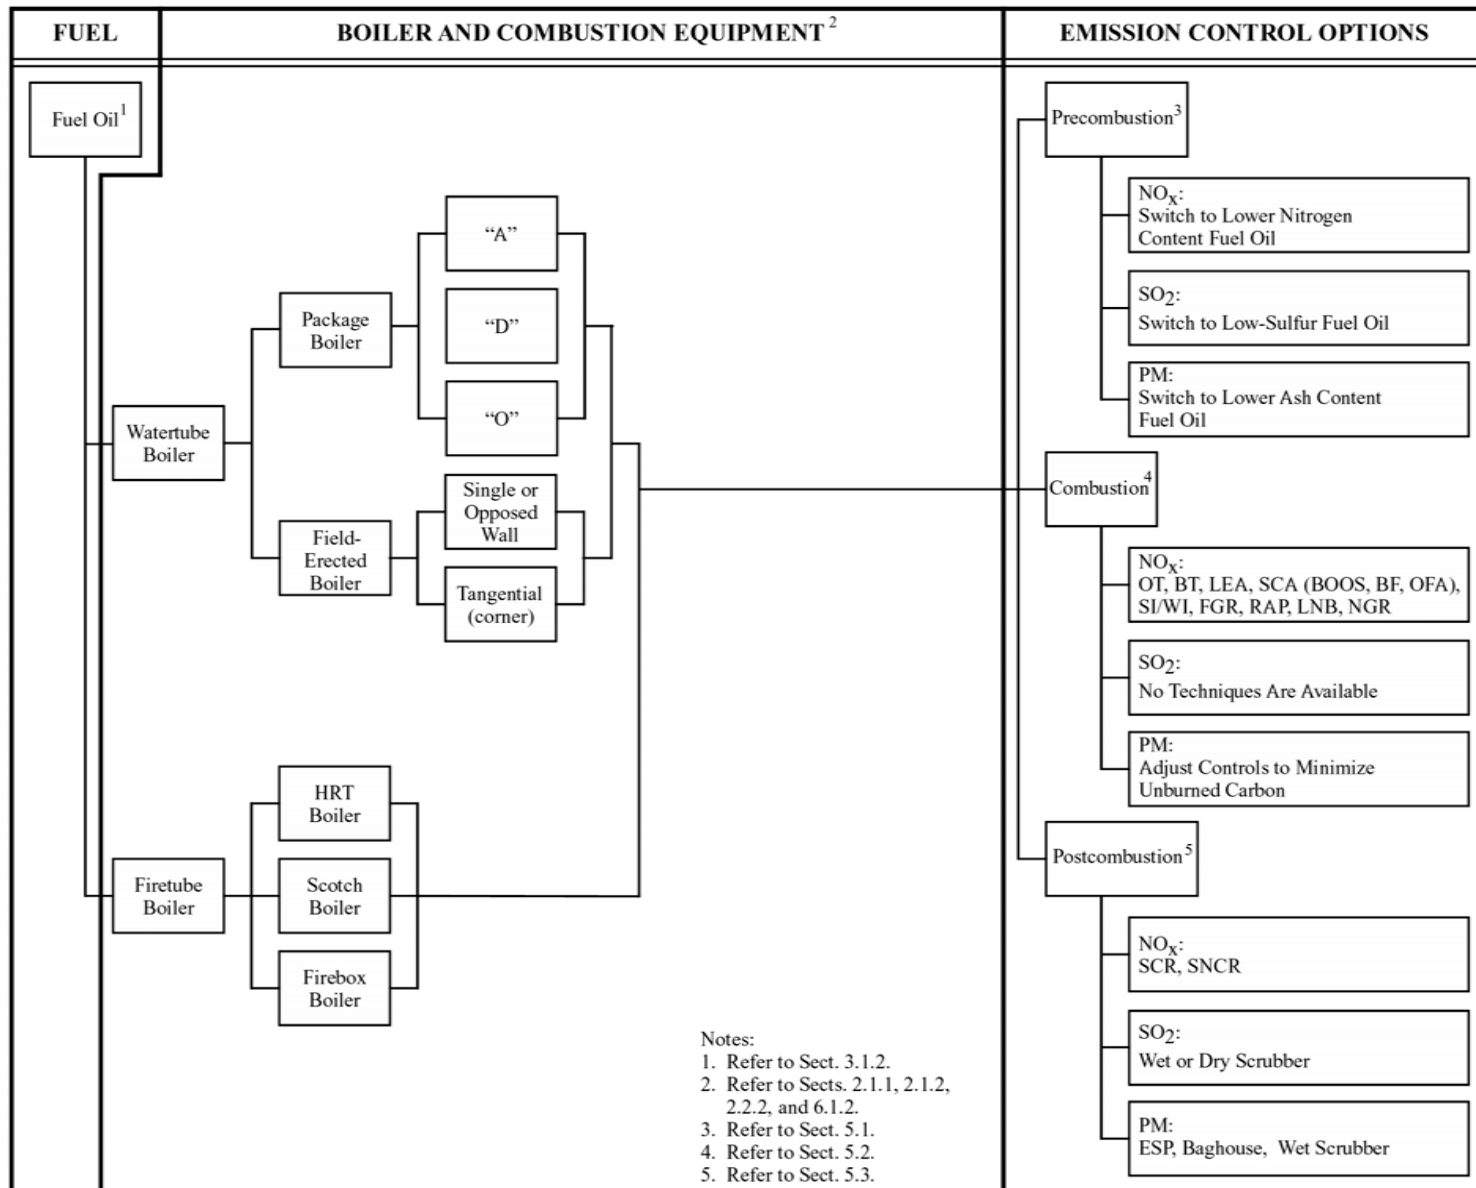 FUEL
BOILER AND COMBUSTION EQUIPMENT 2
EMISSION CONTROL OPTIONS
Fuel Oil1
Watertube
Boiler
Package
Boiler
"A"
"D"
"O"
Field-
Erected
Boiler
Single or
Opposed
Wall
Tangential
(corner)
Firetube
Boiler
HRT
Boiler
Scotch
Boiler
Firebox
Boiler
Notes:
1. Refer to Sect. 3.1.2.
2. Refer to Sects. 2.1.1, 2.1.2,
2.2.2, and 6.1.2.
3. Refer to Sect. 5.1.
4. Refer to Sect. 5.2.
5. Refer to Sect. 5.3.
Precombustion3
NOx:
Switch to Lower Nitrogen
Content Fuel Oil
SO2:
Switch to Low-Sulfur Fuel Oil
PM:
Switch to Lower Ash Content
Fuel Oil
Combustion4
NOx:
OT, BT, LEA, SCA (BOOS, BF, OFA),
SI/WI, FGR, RAP, LNB, NGR
SO2:
No Techniques Are Available
PM:
Adjust Controls to Minimize
Unburned Carbon
Postcombustion5
NOx:
SCR, SNCR
SO2:
Wet or Dry Scrubber
PM:
ESP, Baghouse, Wet Scrubber